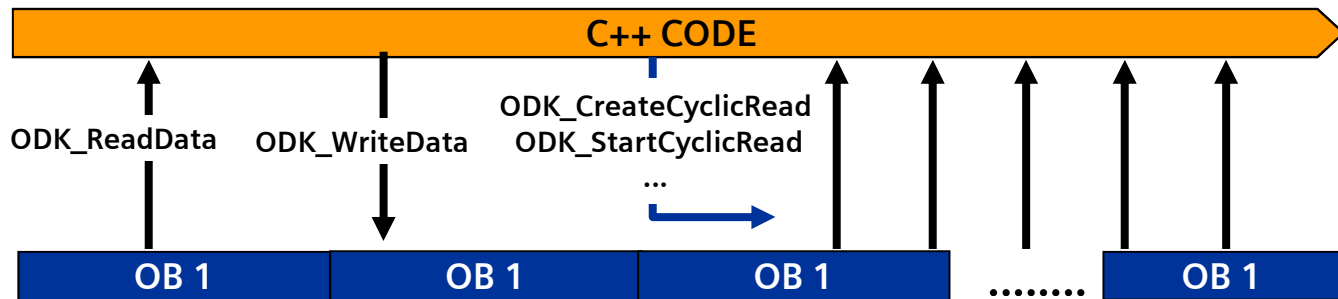 C++ CODE
ODK_ReadData
ODK_WriteData
ODK_CreateCyclicRead
ODK_StartCyclicRead
...
OB 1
OB 1
OB 1
........
OB 1